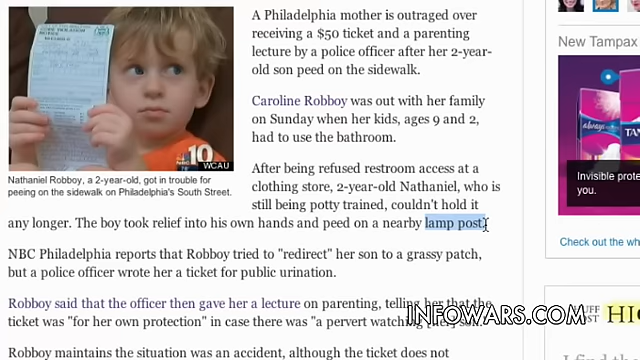 A Philadelphia mother is outraged over
receiving a $50 ticket and a parenting
lecture by a police officer after her 2-year-
old son peed on the sidewalk.
Caroline Robboy was out with her family
on Sunday when her kids, ages 9 and 2,
had to use the bathroom.
10
WCAU
Nathaniel Robboy, a 2-year-old, got in trouble for
peeing on the sidewalk on Philadelphia's South Street.
After being refused restroom access at a
clothing store, 2-year-old Nathaniel, who is
still being potty trained, couldn't hold it
any longer. The boy took relief into his own hands and peed on a nearby lamp post.
NBC Philadelphia reports that Robboy tried to "redirect" her son to a grassy patch,
but a police officer wrote her a ticket for public urination.
Robboy said that the officer then gave her a lecture on parenting, telling her that the
ticket was "for her own protection" in case there was "a pervert watching [her] son."
Robboy maintains the situation was an accident, although the ticket does not
New Tampax
always
TAN
Invisible prote
you.
Check out the wh
UFF
POST
HIG
I find the
INFOWARS.COM